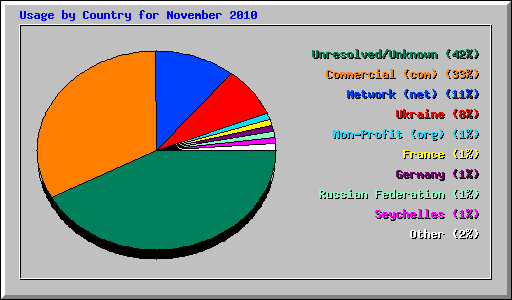 Usage by Country for November 2010
Unresolved/Unknown (42%)
Commercial (com) (33%)
Network (net) (11%)
Ukraine (8%)
Non-Profit (org) (1%)
France (1%)
Germany (1%)
Russian Federation (1%)
Seychelles (1%)
Other (2%)